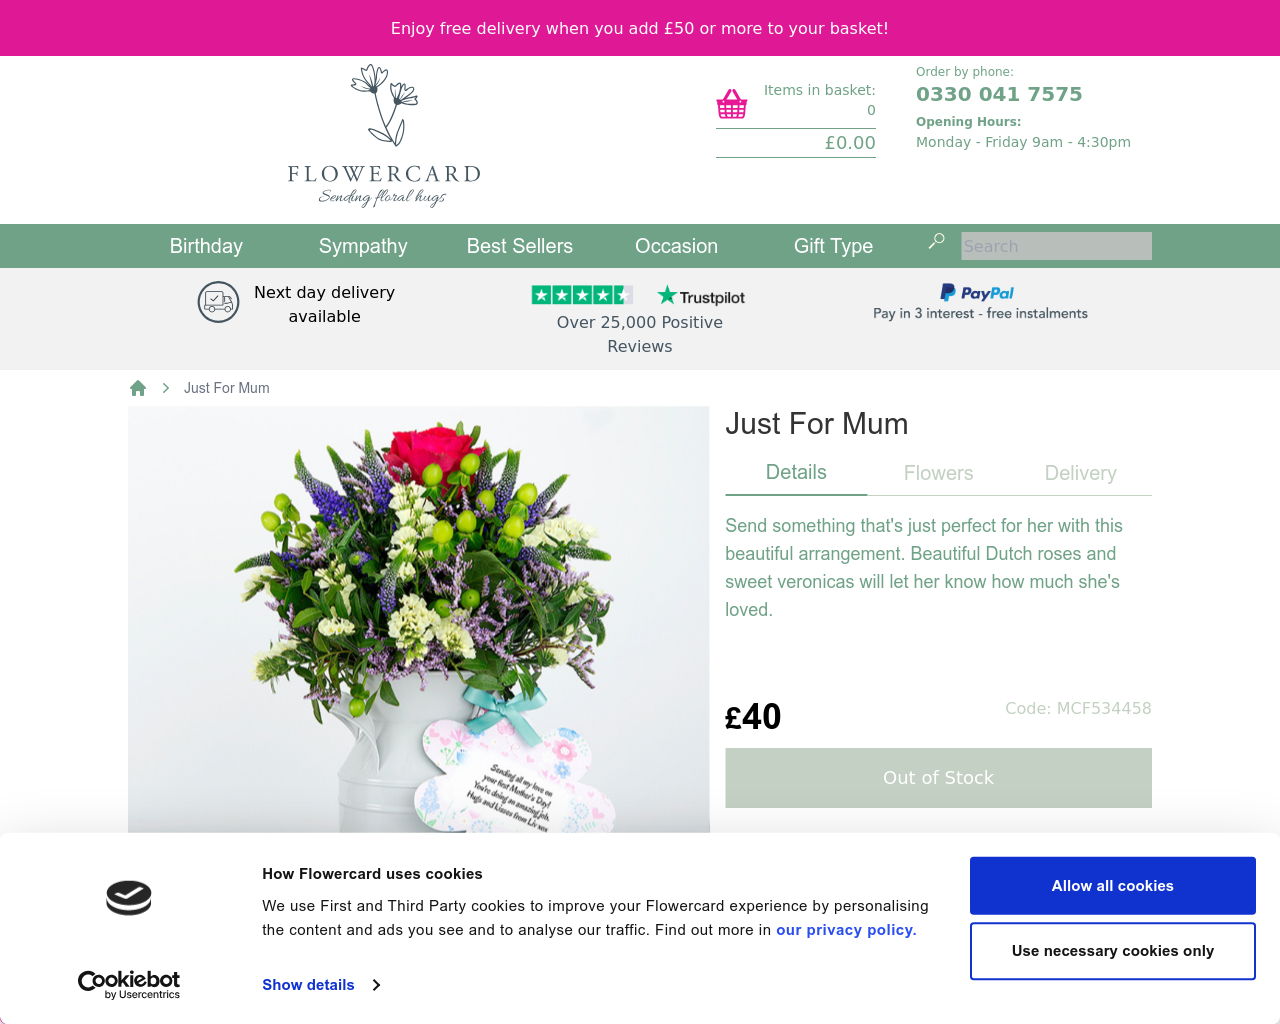 Enjoy free delivery when you add £50 or more to your basket!
FLOWERCARD
Sending floral hugs
Items in basket:
0
£0.00
Order by phone:
0330 041 7575
Opening Hours:
Monday - Friday 9am - 4:30pm
Birthday
Sympathy
Best Sellers
Occasion
Gift Type
Search
Next day delivery
available
Trustpilot
Over 25,000 Positive
Reviews
PayPal
Pay in 3 interest - free instalments
Just For Mum
Just For Mum
Details
Flowers
Delivery
Send something that's just perfect for her with this
beautiful arrangement. Beautiful Dutch roses and
sweet veronicas will let her know how much she's
loved.
£40
Code: MCF534458
Out of Stock
Sending all my love on
your first Mother's Day!
You're doing an amazing job.
Hugs and kisses from Liv xox
Cookiebot
by Usercentrics
How Flowercard uses cookies
We use First and Third Party cookies to improve your Flowercard experience by personalising
the content and ads you see and to analyse our traffic. Find out more in our privacy policy.
Show details
Allow all cookies
Use necessary cookies only